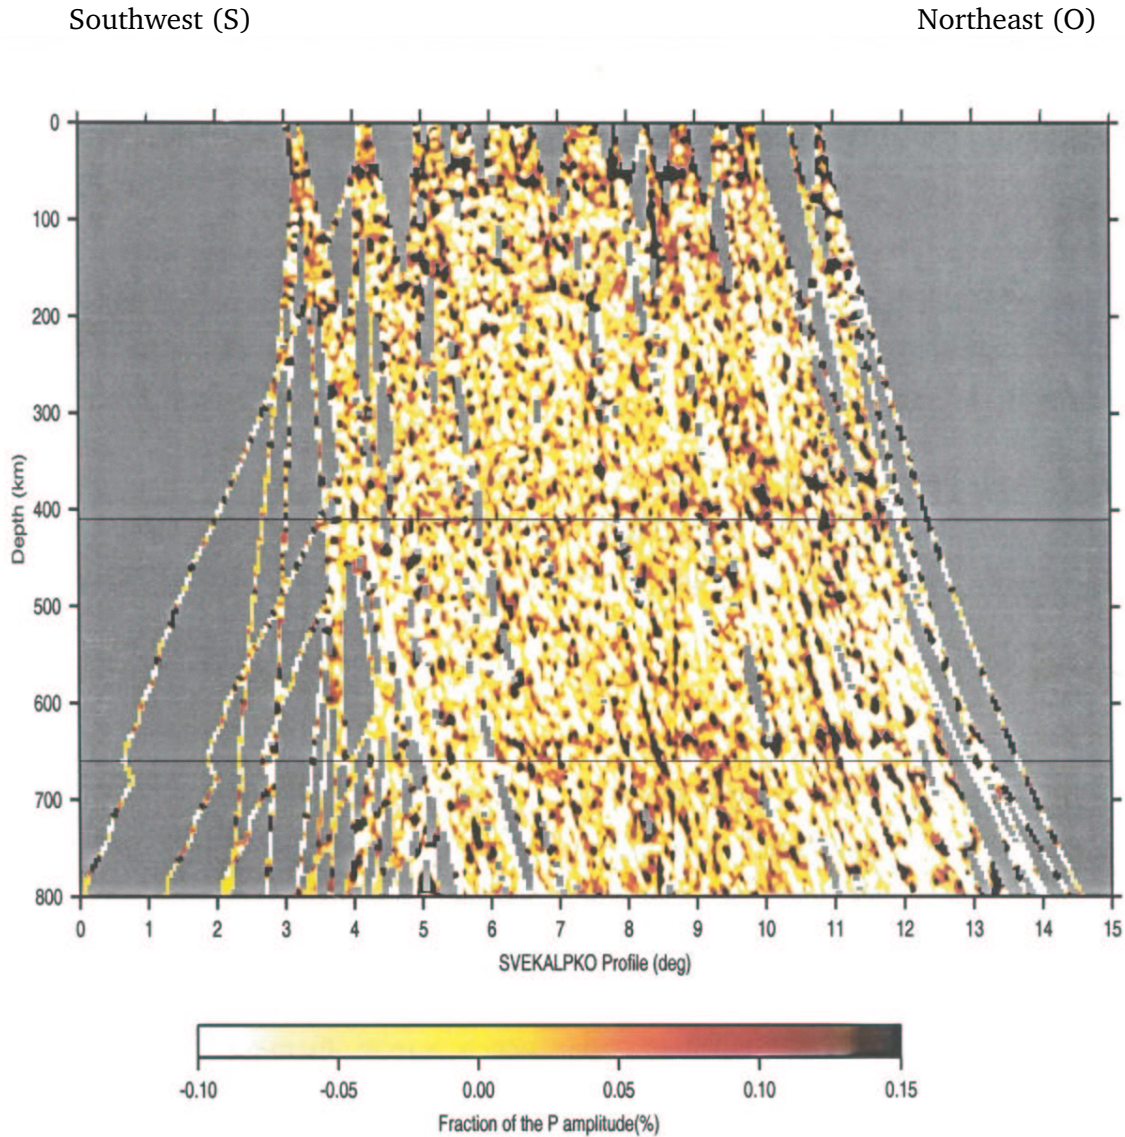 Southwest (S) Northeast (O)
0
100
200
300
400
500
600
700
800
Depth (km)
0 1 2 3 4 5 6 7 8 9 10 11 12 13 14 15
SVEKALPKO Profile (deg)
-0.10 -0.05 0.00 0.05 0.10 0.15
Fraction of the P amplitude(%)